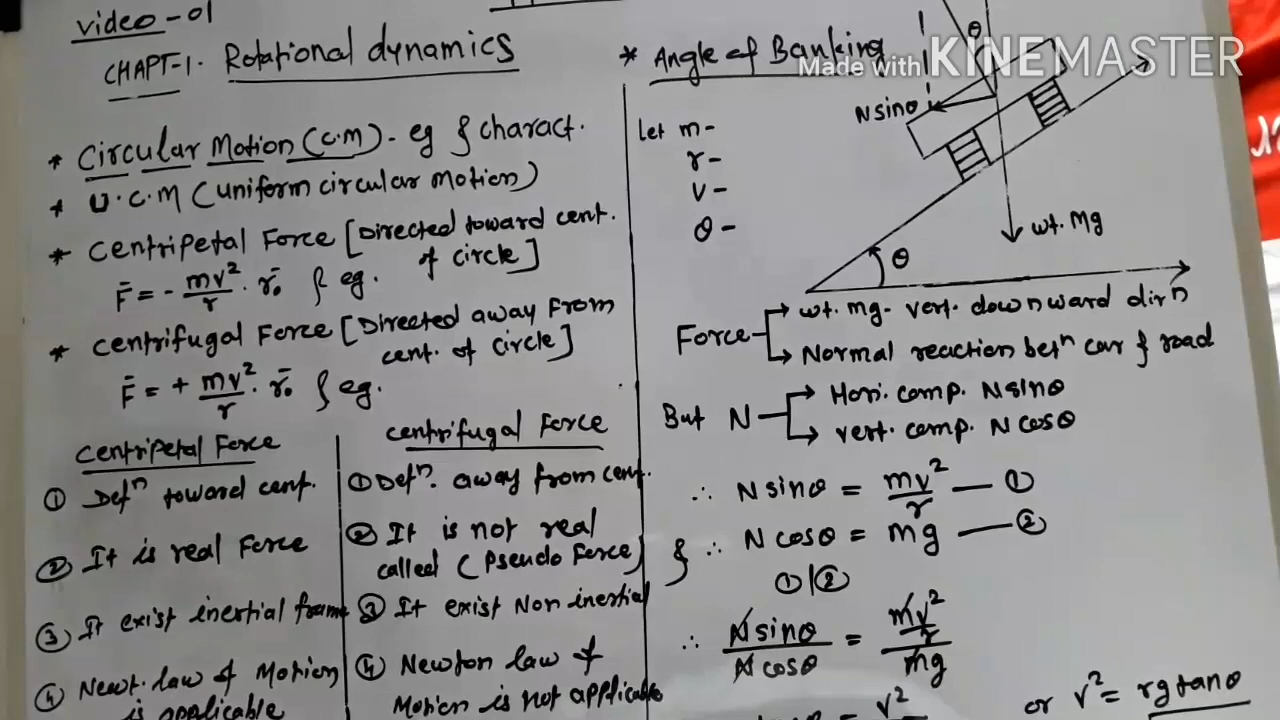 video-01
CHAPT-1. Rotational dynamics
* Circular Motion (C.M) - eg & charact.
* U.C.M (uniform circular motion)
* Centripetal Force [Directed toward cent. of circle]
F̄ = - mv²/r · r̄₀ & eg.
* Centrifugal Force [Directed away From cent. of circle]
F̄ = + mv²/r · r̄₀ & eg.
Centripetal Force
① Defⁿ toward cent.
② It is real Force
③ It exist inertial frame
④ Newt. law of Motion
is applicable
Centrifugal Force
① Defⁿ. away from cent.
② It is not real
called (Pseudo Force)
③ It exist Non inertial
④ Newton law of
Motion is not applicable
* Angle of Banking
Made with KINEMASTER
θ
N sinθ
Let m-
r-
v-
θ-
wt. Mg
θ
Force → wt. mg - vert. downward dirⁿ
→ Normal reaction betⁿ car & road
But N → Hori. comp. N sinθ
→ vert. comp. N cosθ
∴ N sinθ = mv²/r — ①
& ∴ N cosθ = mg — ②
①/②
∴ N sinθ / N cosθ = (mv²/r) / mg
= v²
or v² = rg tanθ